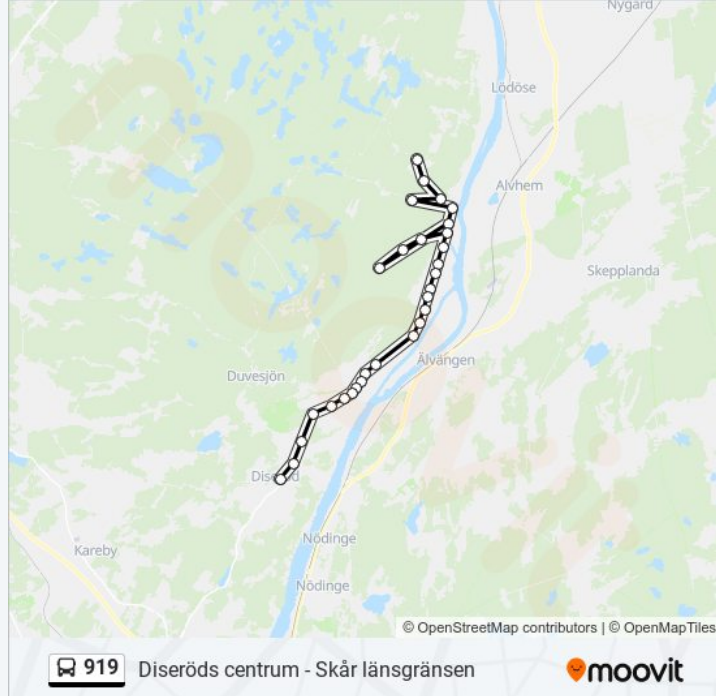 Nygård
Lödöse
Alvhem
Skepplanda
Älvängen
Duvesjön
Diseröd
Kareby
Nödinge
Nödinge
© OpenStreetMap contributors | © OpenMapTiles
919 Diseröds centrum - Skår länsgränsen
moovit